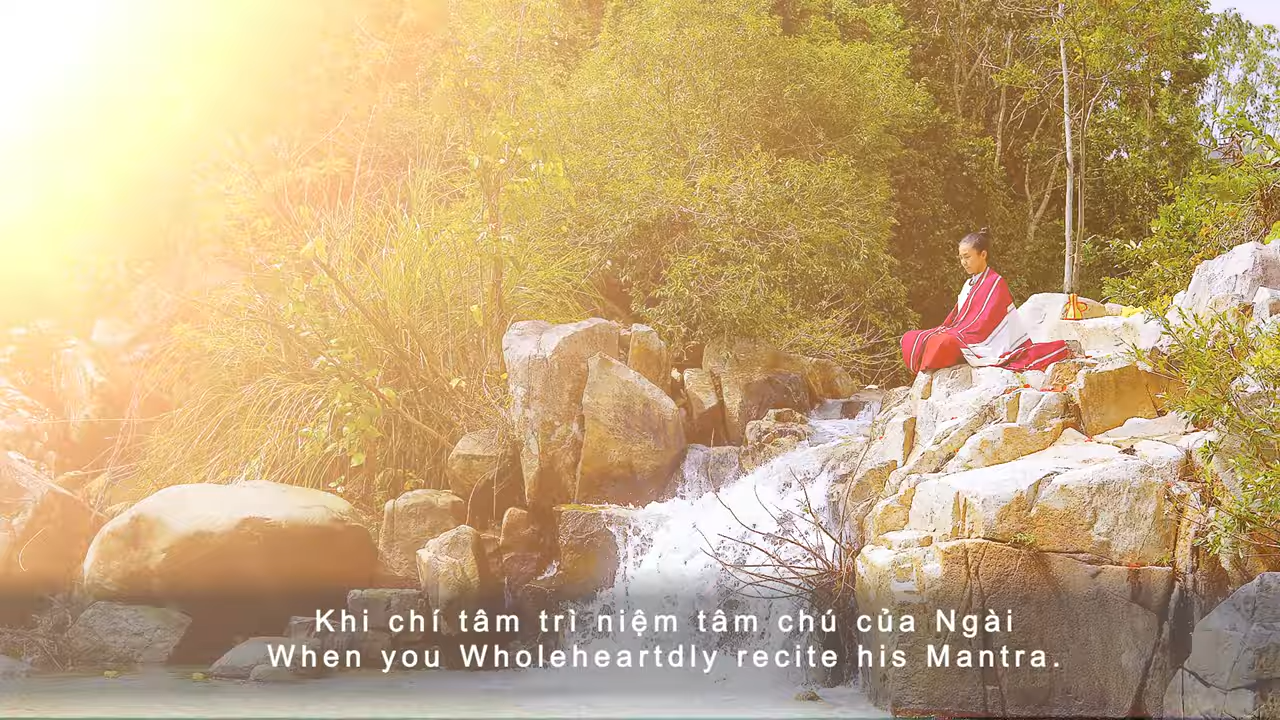 Khi chí tâm trì niệm tâm chú của Ngài
When you Wholeheartdly recite his Mantra.